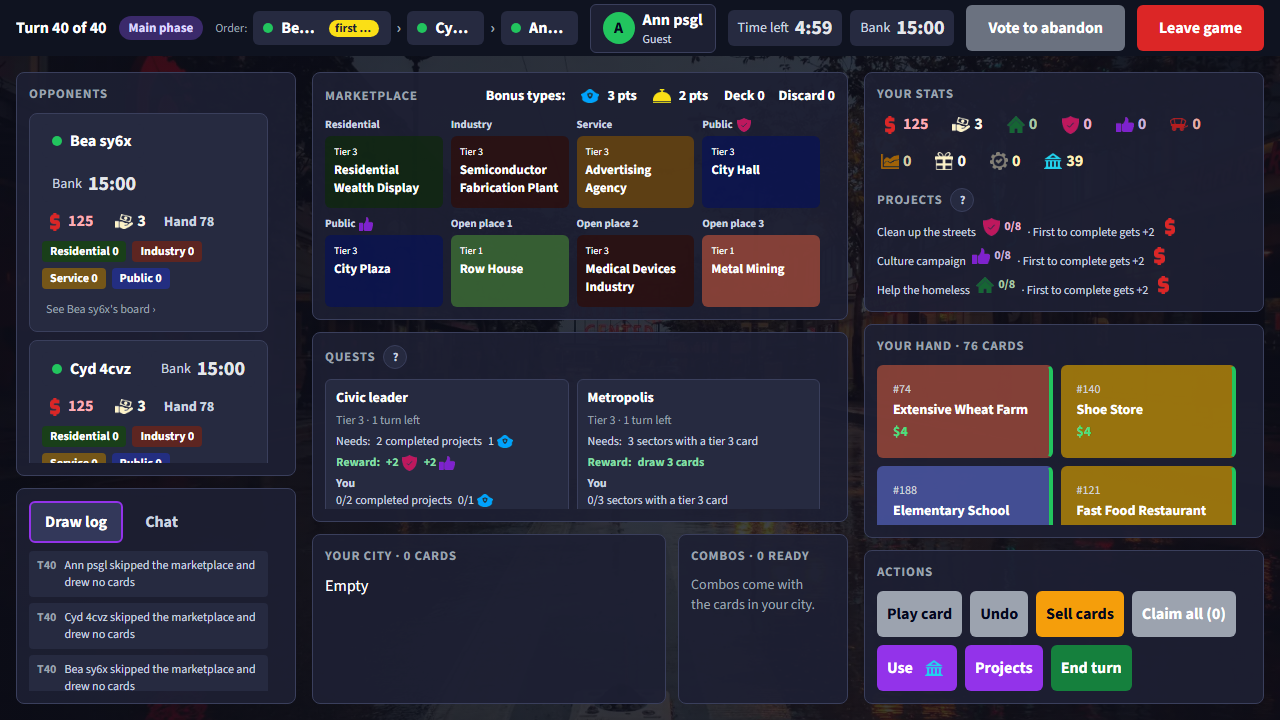 Turn 40 of 40
Main phase
Order:
Be...
first ...
›
Cy...
›
An...
A
Ann psgl
Guest
Time left 4:59
Bank 15:00
Vote to abandon
Leave game
OPPONENTS
Bea sy6x
Bank 15:00
125 3 Hand 78
Residential 0 Industry 0
Service 0 Public 0
See Bea sy6x's board ›
Cyd 4cvz Bank 15:00
125 3 Hand 78
Residential 0 Industry 0
Service 0 Public 0
Draw log Chat
T40 Ann psgl skipped the marketplace and
drew no cards
T40 Cyd 4cvz skipped the marketplace and
drew no cards
T40 Bea sy6x skipped the marketplace and
drew no cards
MARKETPLACE Bonus types: 3 pts 2 pts Deck 0 Discard 0
Residential
Tier 3
Residential
Wealth Display
Industry
Tier 3
Semiconductor
Fabrication Plant
Service
Tier 3
Advertising
Agency
Public
Tier 3
City Hall
Public
Tier 3
City Plaza
Open place 1
Tier 1
Row House
Open place 2
Tier 3
Medical Devices
Industry
Open place 3
Tier 1
Metal Mining
QUESTS ?
Civic leader
Tier 3 · 1 turn left
Needs: 2 completed projects 1
Reward: +2 +2
You
0/2 completed projects 0/1
Metropolis
Tier 3 · 1 turn left
Needs: 3 sectors with a tier 3 card
Reward: draw 3 cards
You
0/3 sectors with a tier 3 card
YOUR CITY · 0 CARDS
Empty
COMBOS · 0 READY
Combos come with
the cards in your city.
YOUR STATS
125 3 0 0 0 0
0 0 0 39
PROJECTS ?
Clean up the streets 0/8 · First to complete gets +2
Culture campaign 0/8 · First to complete gets +2
Help the homeless 0/8 · First to complete gets +2
YOUR HAND · 76 CARDS
#74
Extensive Wheat Farm
$4
#140
Shoe Store
$4
#188
Elementary School
#121
Fast Food Restaurant
ACTIONS
Play card Undo Sell cards Claim all (0)
Use Projects End turn